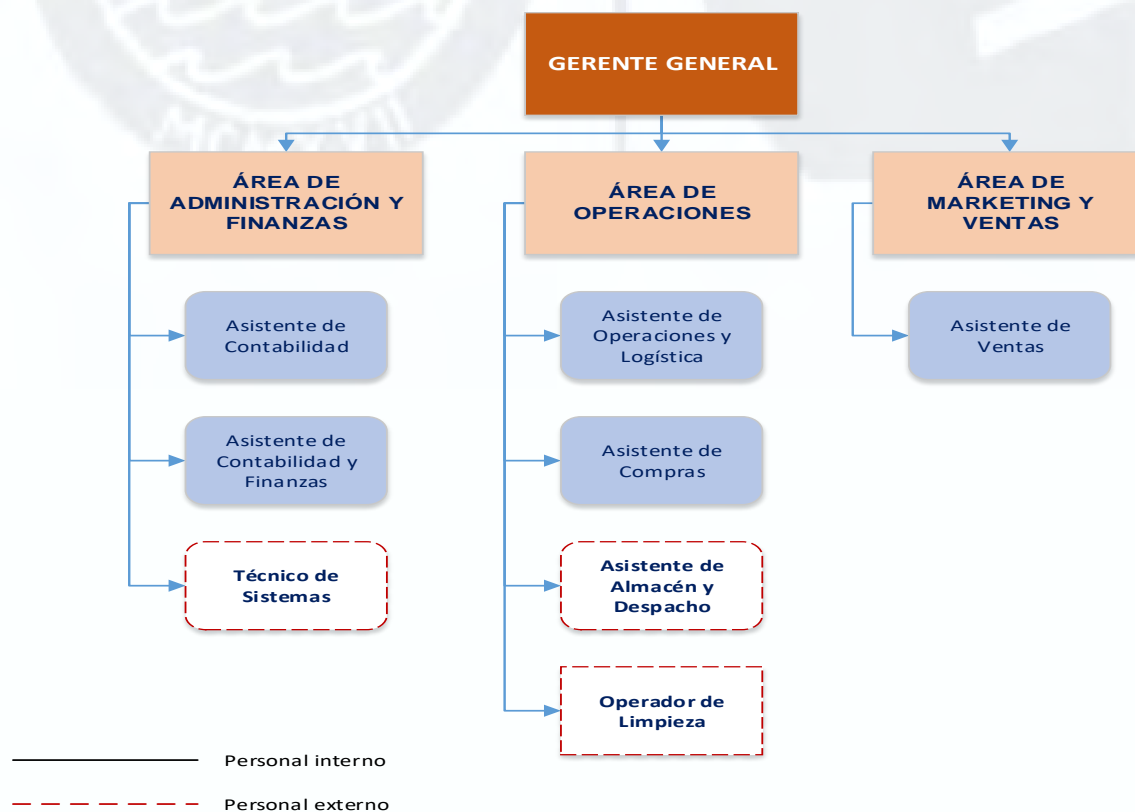 GERENTE GENERAL
ÁREA DE
ADMINISTRACIÓN Y
FINANZAS
ÁREA DE
OPERACIONES
ÁREA DE
MARKETING Y
VENTAS
Asistente de
Contabilidad
Asistente de
Operaciones y
Logística
Asistente de
Ventas
Asistente de
Contabilidad y
Finanzas
Asistente de
Compras
Técnico de
Sistemas
Asistente de
Almacén y
Despacho
Operador de
Limpieza
Personal interno
Personal externo